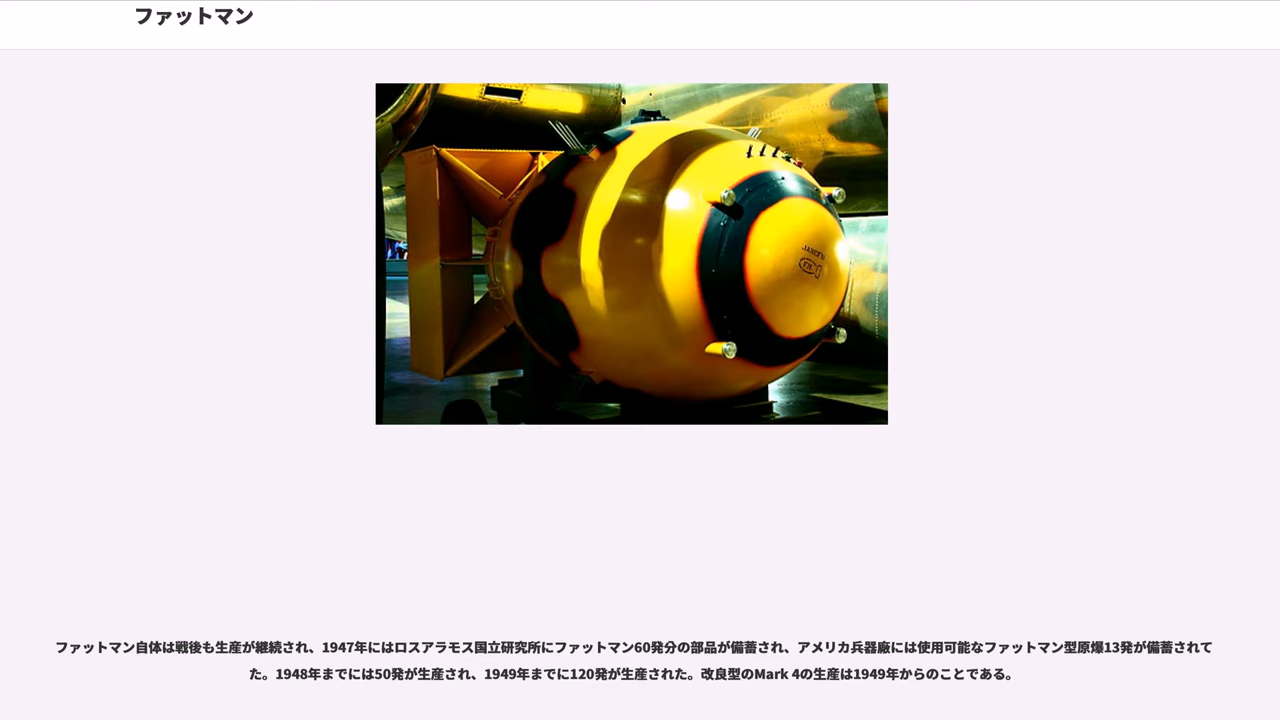 ファットマン
ファットマン自体は戦後も生産が継続され、1947年にはロスアラモス国立研究所にファットマン60発分の部品が備蓄され、アメリカ兵器廠には使用可能なファットマン型原爆13発が備蓄されて
た。1948年までには50発が生産され、1949年までに120発が生産された。改良型のMark 4の生産は1949年からのことである。